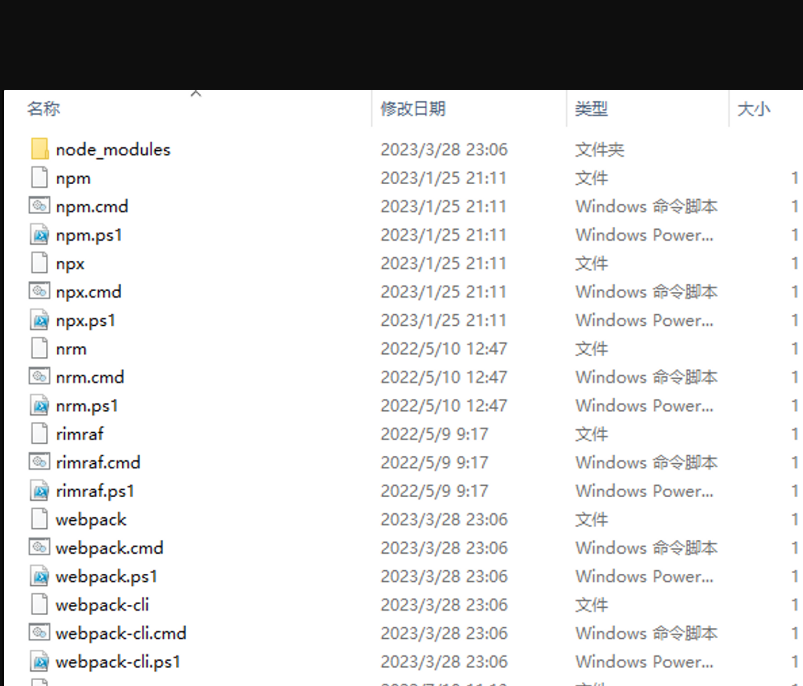 名称 修改日期 类型 大小
node_modules 2023/3/28 23:06 文件夹
npm 2023/1/25 21:11 文件 1
npm.cmd 2023/1/25 21:11 Windows 命令脚本 1
npm.ps1 2023/1/25 21:11 Windows Power... 1
npx 2023/1/25 21:11 文件 1
npx.cmd 2023/1/25 21:11 Windows 命令脚本 1
npx.ps1 2023/1/25 21:11 Windows Power... 1
nrm 2022/5/10 12:47 文件 1
nrm.cmd 2022/5/10 12:47 Windows 命令脚本 1
nrm.ps1 2022/5/10 12:47 Windows Power... 1
rimraf 2022/5/9 9:17 文件 1
rimraf.cmd 2022/5/9 9:17 Windows 命令脚本 1
rimraf.ps1 2022/5/9 9:17 Windows Power... 1
webpack 2023/3/28 23:06 文件 1
webpack.cmd 2023/3/28 23:06 Windows 命令脚本 1
webpack.ps1 2023/3/28 23:06 Windows Power... 1
webpack-cli 2023/3/28 23:06 文件 1
webpack-cli.cmd 2023/3/28 23:06 Windows 命令脚本 1
webpack-cli.ps1 2023/3/28 23:06 Windows Power... 1